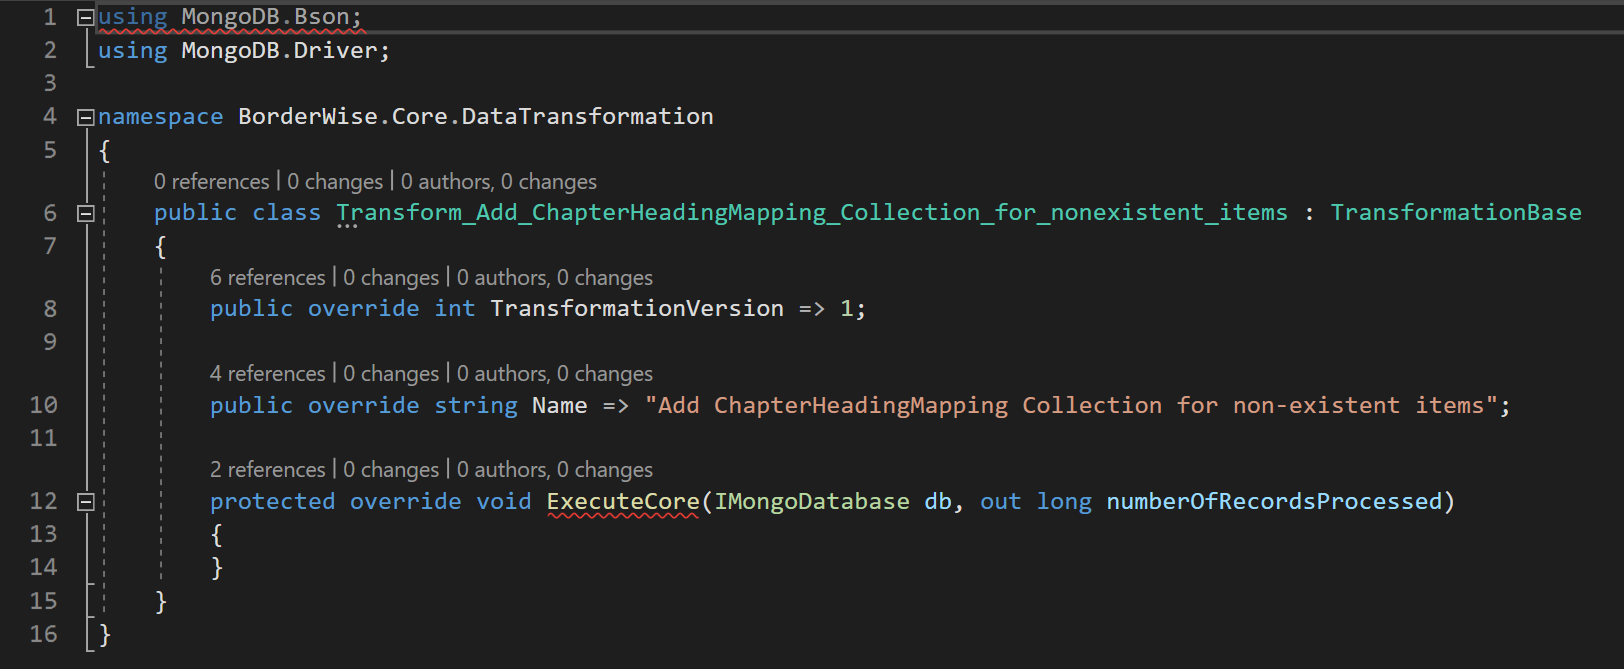 1 using MongoDB.Bson;
2 using MongoDB.Driver;
3
4 namespace BorderWise.Core.DataTransformation
5 {
0 references | 0 changes | 0 authors, 0 changes
6 public class Transform_Add_ChapterHeadingMapping_Collection_for_nonexistent_items : TransformationBase
7 {
6 references | 0 changes | 0 authors, 0 changes
8 public override int TransformationVersion => 1;
9
4 references | 0 changes | 0 authors, 0 changes
10 public override string Name => "Add ChapterHeadingMapping Collection for non-existent items";
11
2 references | 0 changes | 0 authors, 0 changes
12 protected override void ExecuteCore(IMongoDatabase db, out long numberOfRecordsProcessed)
13 {
14 }
15 }
16 }